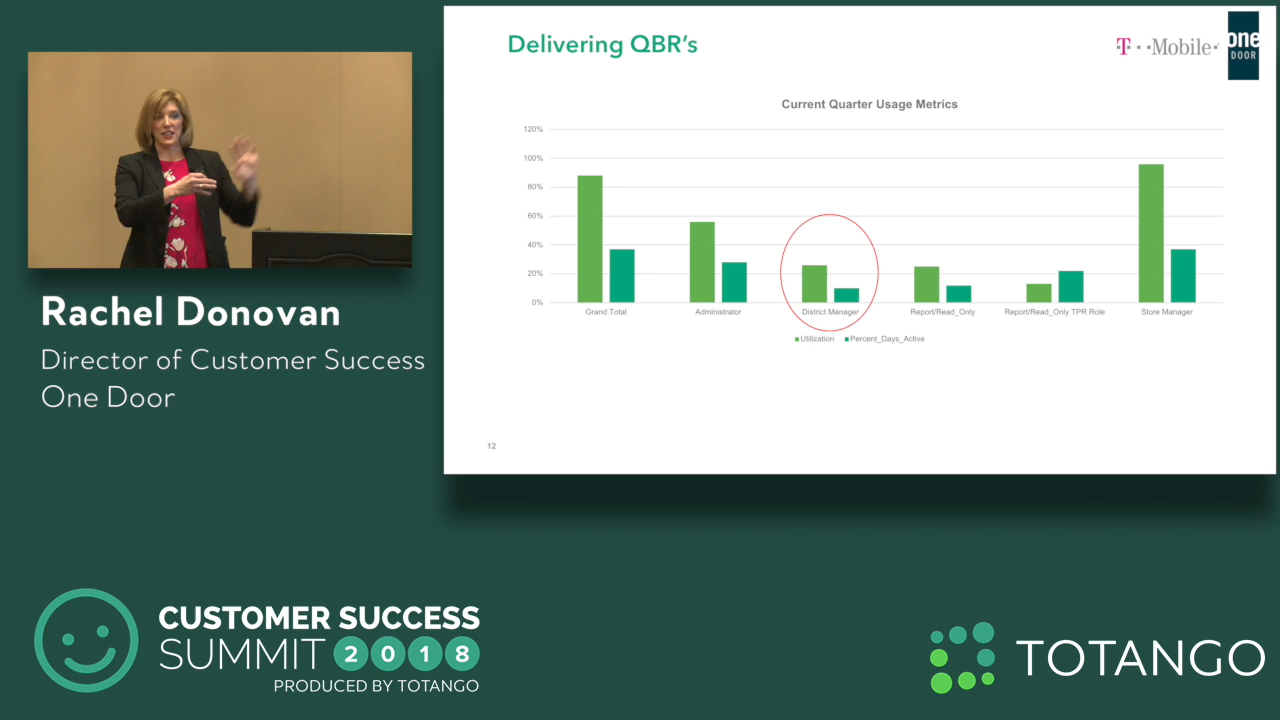 Delivering QBR's
T··Mobile·
one
DOOR
Current Quarter Usage Metrics
120%
100%
80%
60%
40%
20%
0%
Grand Total
Administrator
District Manager
Report/Read_Only
Report/Read_Only TPR Role
Store Manager
Utilization
Percent_Days_Active
12
Rachel Donovan
Director of Customer Success
One Door
CUSTOMER SUCCESS
SUMMIT 2018
PRODUCED BY TOTANGO
TOTANGO